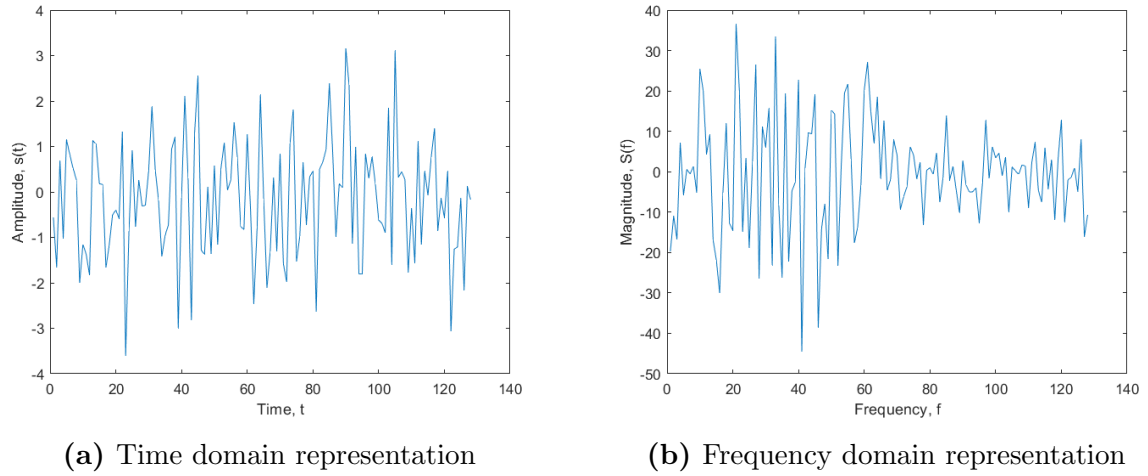 4
3
2
1
0
-1
-2
-3
-4
Amplitude, s(t)
0 20 40 60 80 100 120 140
Time, t
(a) Time domain representation
40
30
20
10
0
-10
-20
-30
-40
-50
Magnitude, S(f)
0 20 40 60 80 100 120 140
Frequency, f
(b) Frequency domain representation